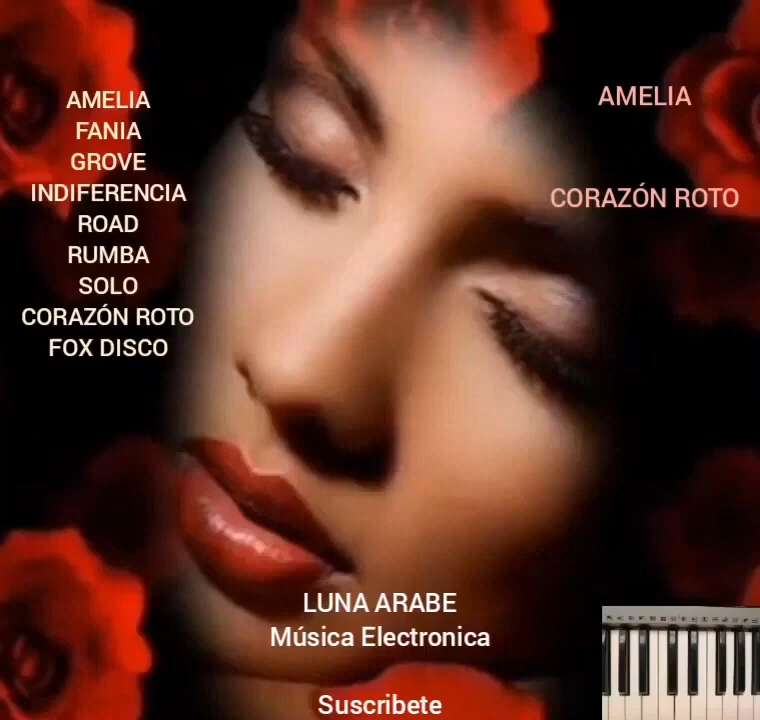 AMELIA
FANIA
GROVE
INDIFERENCIA
ROAD
RUMBA
SOLO
CORAZÓN ROTO
FOX DISCO
AMELIA
CORAZÓN ROTO
LUNA ARABE
Música Electronica
Suscribete